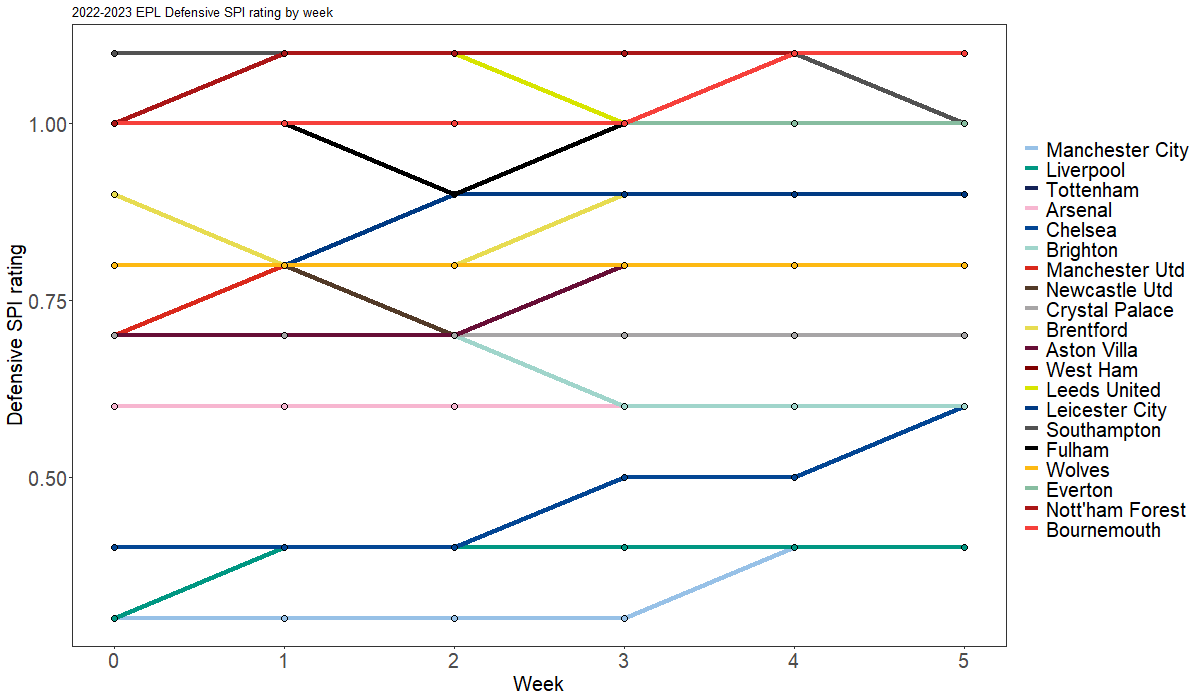 2022-2023 EPL Defensive SPI rating by week
Defensive SPI rating
1.00
0.75
0.50
0
1
2
3
4
5
Week
Manchester City
Liverpool
Tottenham
Arsenal
Chelsea
Brighton
Manchester Utd
Newcastle Utd
Crystal Palace
Brentford
Aston Villa
West Ham
Leeds United
Leicester City
Southampton
Fulham
Wolves
Everton
Nott'ham Forest
Bournemouth